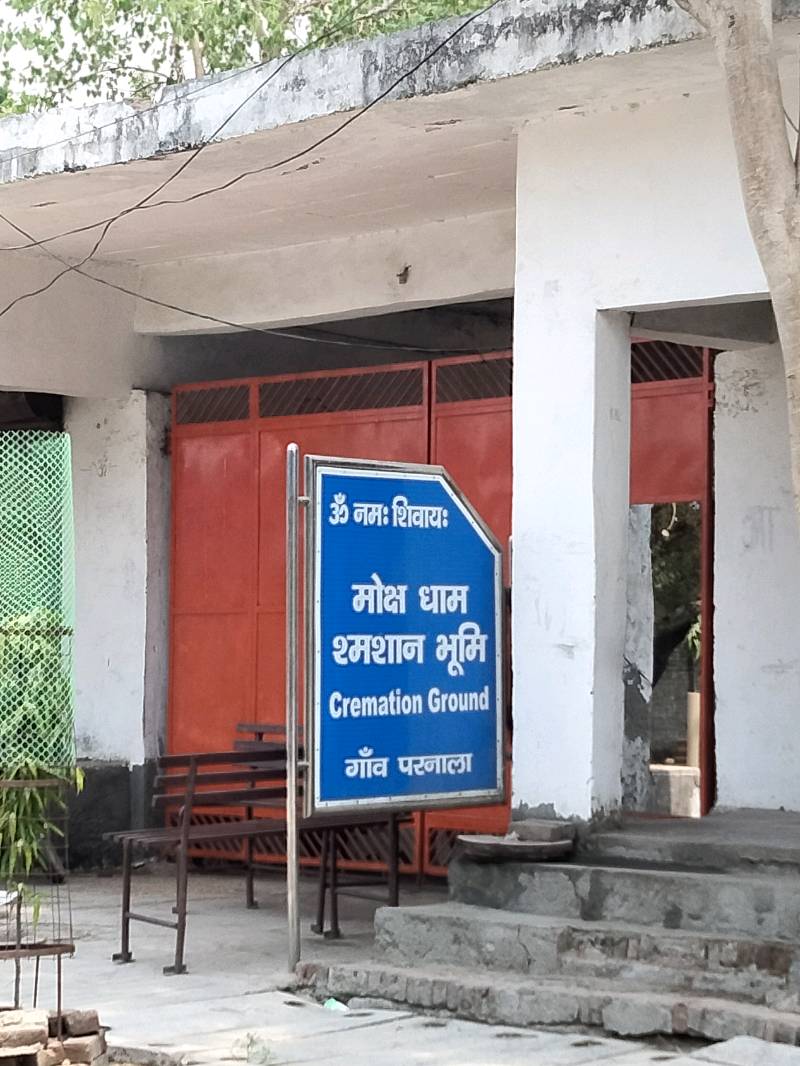 ॐ नमः शिवायः
मोक्ष धाम
श्मशान भूमि
Cremation Ground
गाँव परनाला